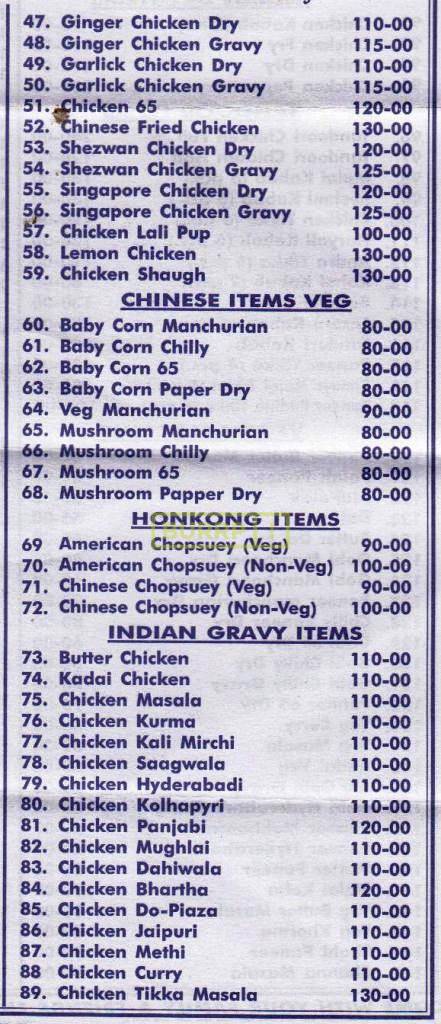 47. Ginger Chicken Dry 110-00
48. Ginger Chicken Gravy 115-00
49. Garlick Chicken Dry 110-00
50. Garlick Chicken Gravy 115-00
51. Chicken 65 120-00
52. Chinese Fried Chicken 130-00
53. Shezwan Chicken Dry 120-00
54. Shezwan Chicken Gravy 125-00
55. Singapore Chicken Dry 120-00
56. Singapore Chicken Gravy 125-00
57. Chicken Lali Pup 100-00
58. Lemon Chicken 130-00
59. Chicken Shaugh 130-00
CHINESE ITEMS VEG
60. Baby Corn Manchurian 80-00
61. Baby Corn Chilly 80-00
62. Baby Corn 65 80-00
63. Baby Corn Paper Dry 80-00
64. Veg Manchurian 90-00
65. Mushroom Manchurian 80-00
66. Mushroom Chilly 80-00
67. Mushroom 65 80-00
68. Mushroom Papper Dry 80-00
HONKONG ITEMS
69 American Chopsuey (Veg) 90-00
70. American Chopsuey (Non-Veg) 100-00
71. Chinese Chopsuey (Veg) 90-00
72. Chinese Chopsuey (Non-Veg) 100-00
INDIAN GRAVY ITEMS
73. Butter Chicken 110-00
74. Kadai Chicken 110-00
75. Chicken Masala 110-00
76. Chicken Kurma 110-00
77. Chicken Kali Mirchi 110-00
78. Chicken Saagwala 110-00
79. Chicken Hyderabadi 110-00
80. Chicken Kolhapyri 110-00
81. Chicken Panjabi 120-00
82. Chicken Mughlai 110-00
83. Chicken Dahiwala 110-00
84. Chicken Bhartha 120-00
85. Chicken Do-Piaza 110-00
86. Chicken Jaipuri 110-00
87. Chicken Methi 110-00
88 Chicken Curry 110-00
89. Chicken Tikka Masala 130-00